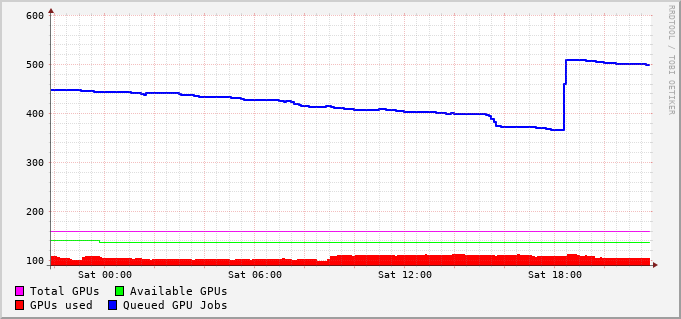 600
500
400
300
200
100
Sat 00:00 Sat 06:00 Sat 12:00 Sat 18:00
Total GPUs Available GPUs
GPUs used Queued GPU Jobs
RRDTOOL / TOBI OETIKER